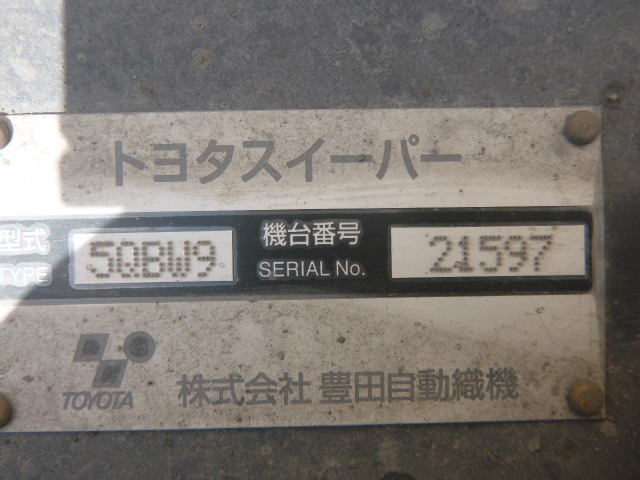 トヨタスイーパー
型式 機台番号
TYPE SQBW9 SERIAL No. 21597
TOYOTA 株式会社 豊田自動織機